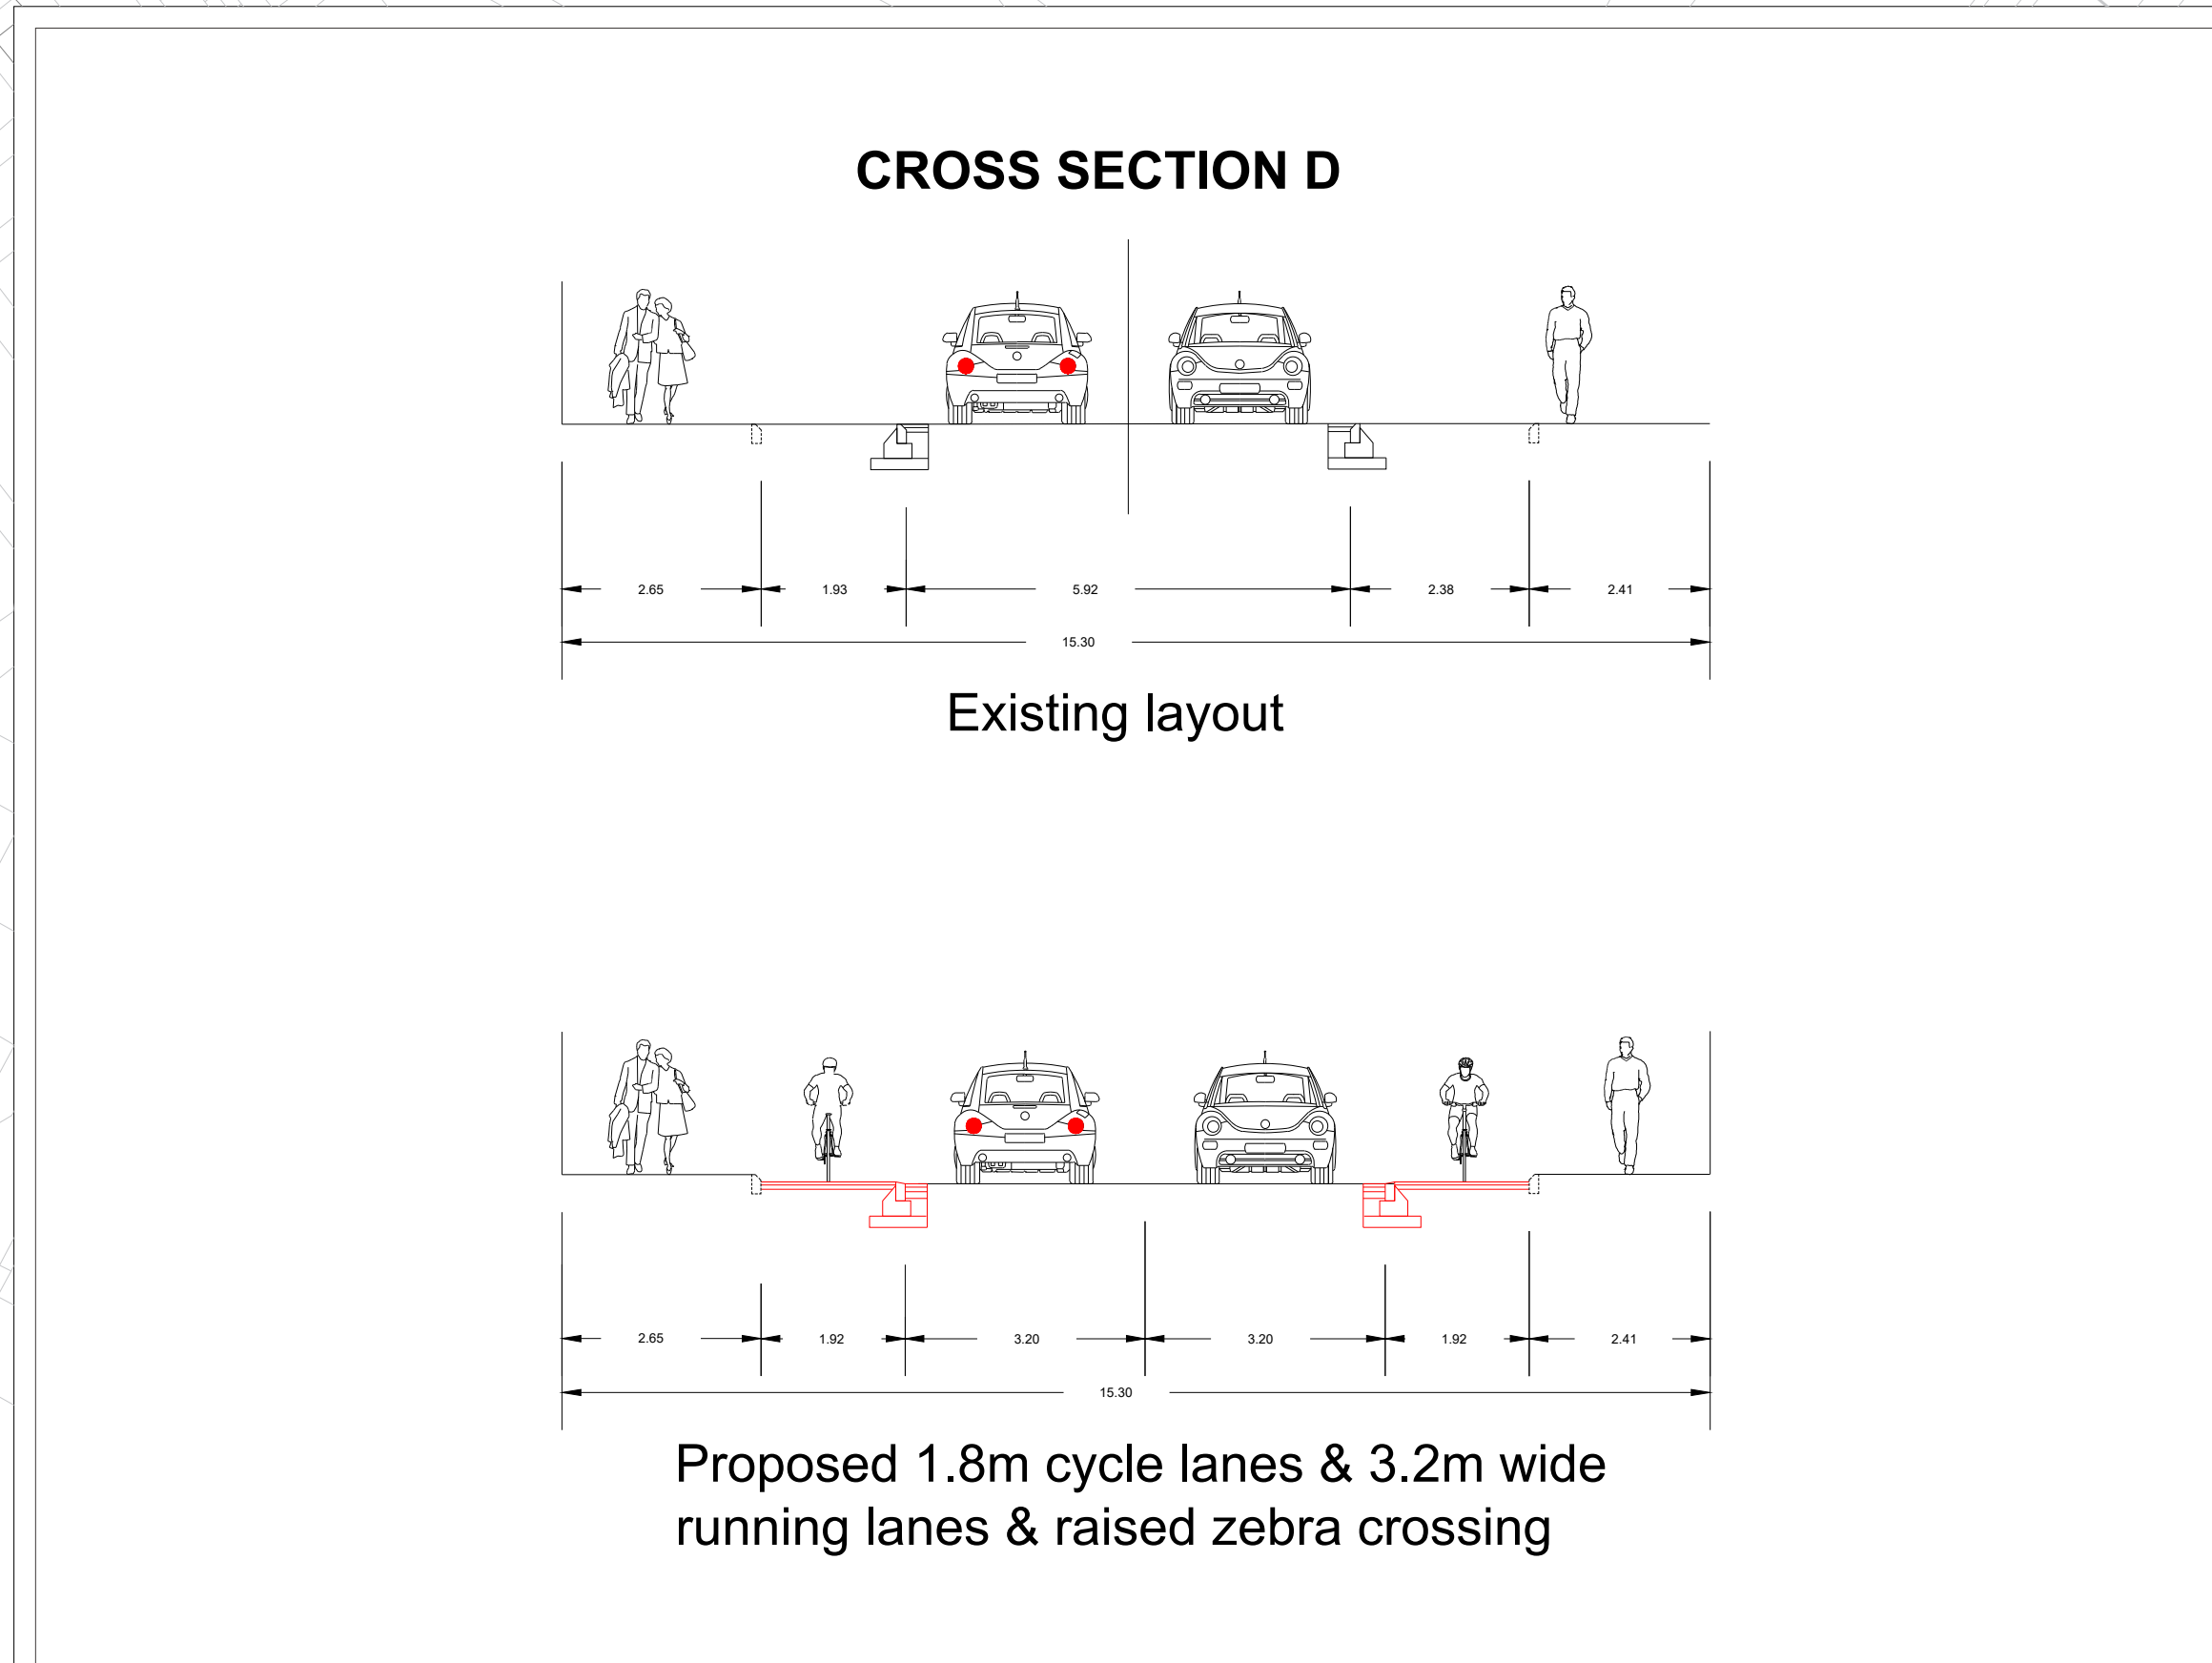 CROSS SECTION D
2.65 1.93 5.92 2.38 2.41
15.30
Existing layout
2.65 1.92 3.20 3.20 1.92 2.41
15.30
Proposed 1.8m cycle lanes & 3.2m wide
running lanes & raised zebra crossing